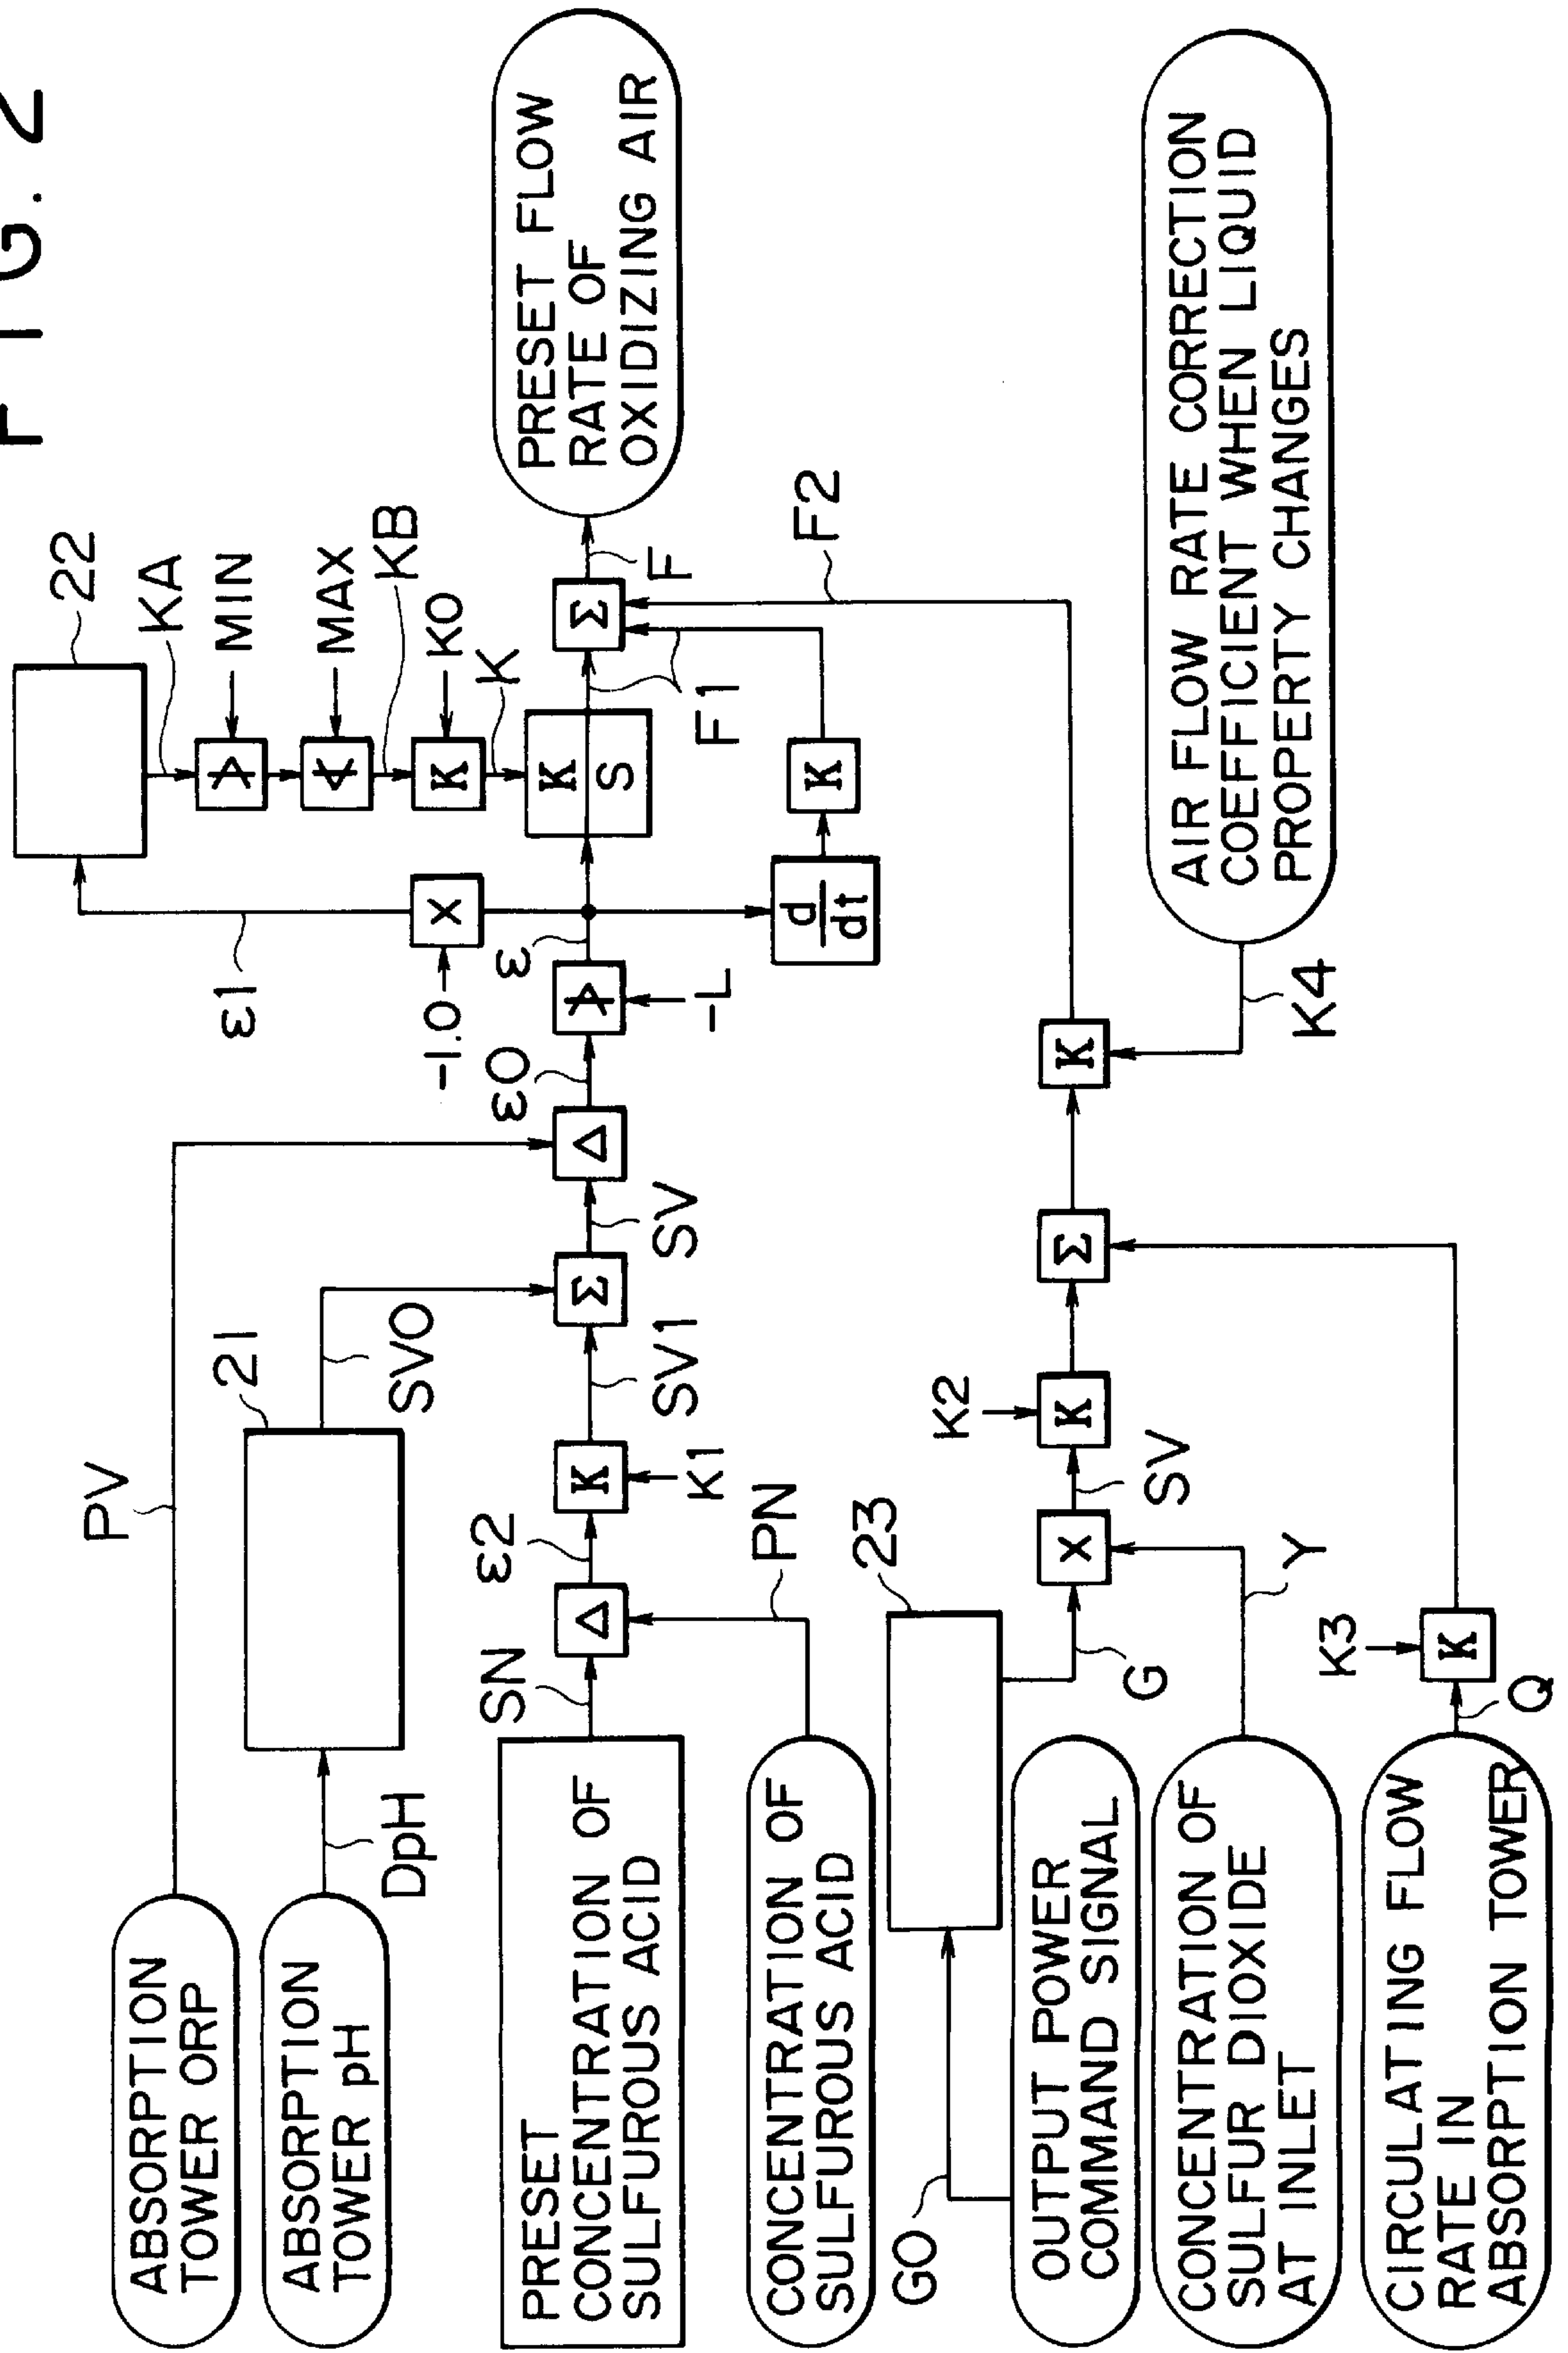 FIG. 2
ABSORPTION
TOWER ORP
PV
ABSORPTION
TOWER pH
DpH
21
SV0
PRESET
CONCENTRATION OF
SULFUROUS ACID
SN
Δ
ε2
K
K1
SV1
Σ
SV
Δ
ε0
-L
ε
-1.0
X
ε1
22
KA
MIN
MAX
KB
K
K0
K
K
S
d
dt
K
F1
Σ
F
F2
PRESET FLOW
RATE OF
OXIDIZING AIR
CONCENTRATION OF
SULFUROUS ACID
PN
G0
23
OUTPUT POWER
COMMAND SIGNAL
G
X
SV
K2
K
Σ
K
K4
AIR FLOW RATE CORRECTION
COEFFICIENT WHEN LIQUID
PROPERTY CHANGES
CONCENTRATION OF
SULFUR DIOXIDE
AT INLET
Y
CIRCULATING FLOW
RATE IN
ABSORPTION TOWER
Q
K3
K